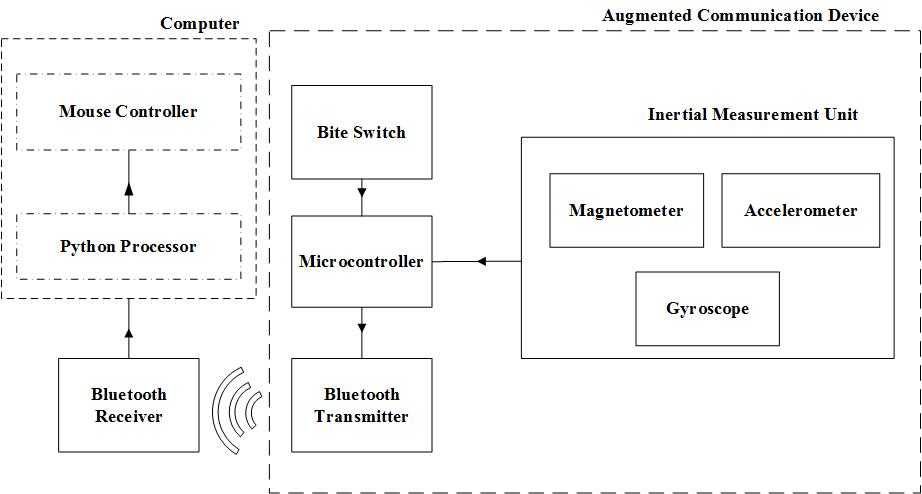 Computer
Mouse Controller
Python Processor
Bluetooth
Receiver
Augmented Communication Device
Bite Switch
Microcontroller
Bluetooth
Transmitter
Inertial Measurement Unit
Magnetometer
Accelerometer
Gyroscope